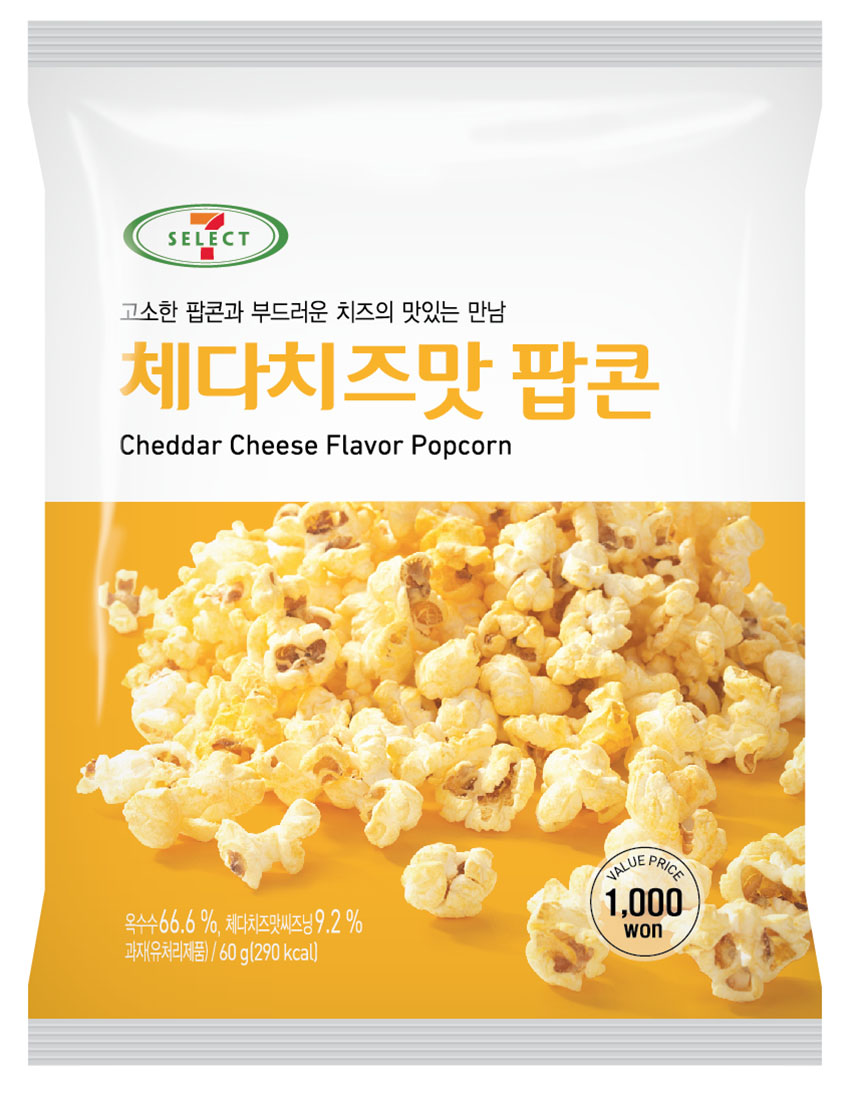 7
SELECT
고소한 팝콘과 부드러운 치즈의 맛있는 만남
체다치즈맛 팝콘
Cheddar Cheese Flavor Popcorn
VALUE PRICE
1,000
won
옥수수 66.6 %, 체다치즈맛씨즈닝 9.2 %
과자(유처리제품) / 60 g(290 kcal)